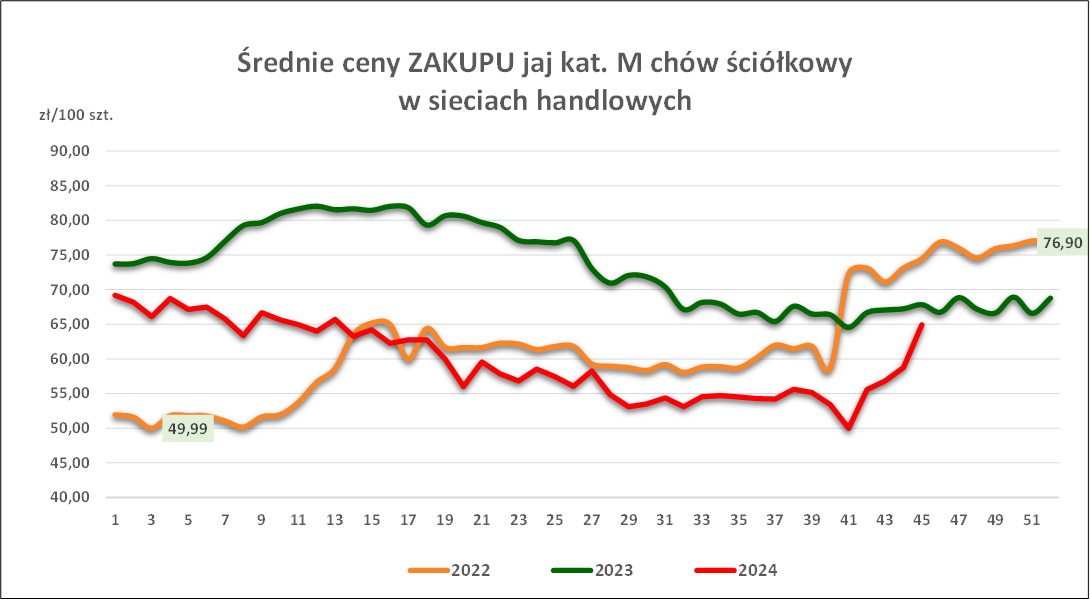 Średnie ceny ZAKUPU jaj kat. M chów ściółkowy
w sieciach handlowych
zł/100 szt.
90,00
85,00
80,00
75,00
76,90
70,00
65,00
60,00
55,00
50,00
49,99
45,00
40,00
1 3 5 7 9 11 13 15 17 19 21 23 25 27 29 31 33 35 37 39 41 43 45 47 49 51
2022 2023 2024